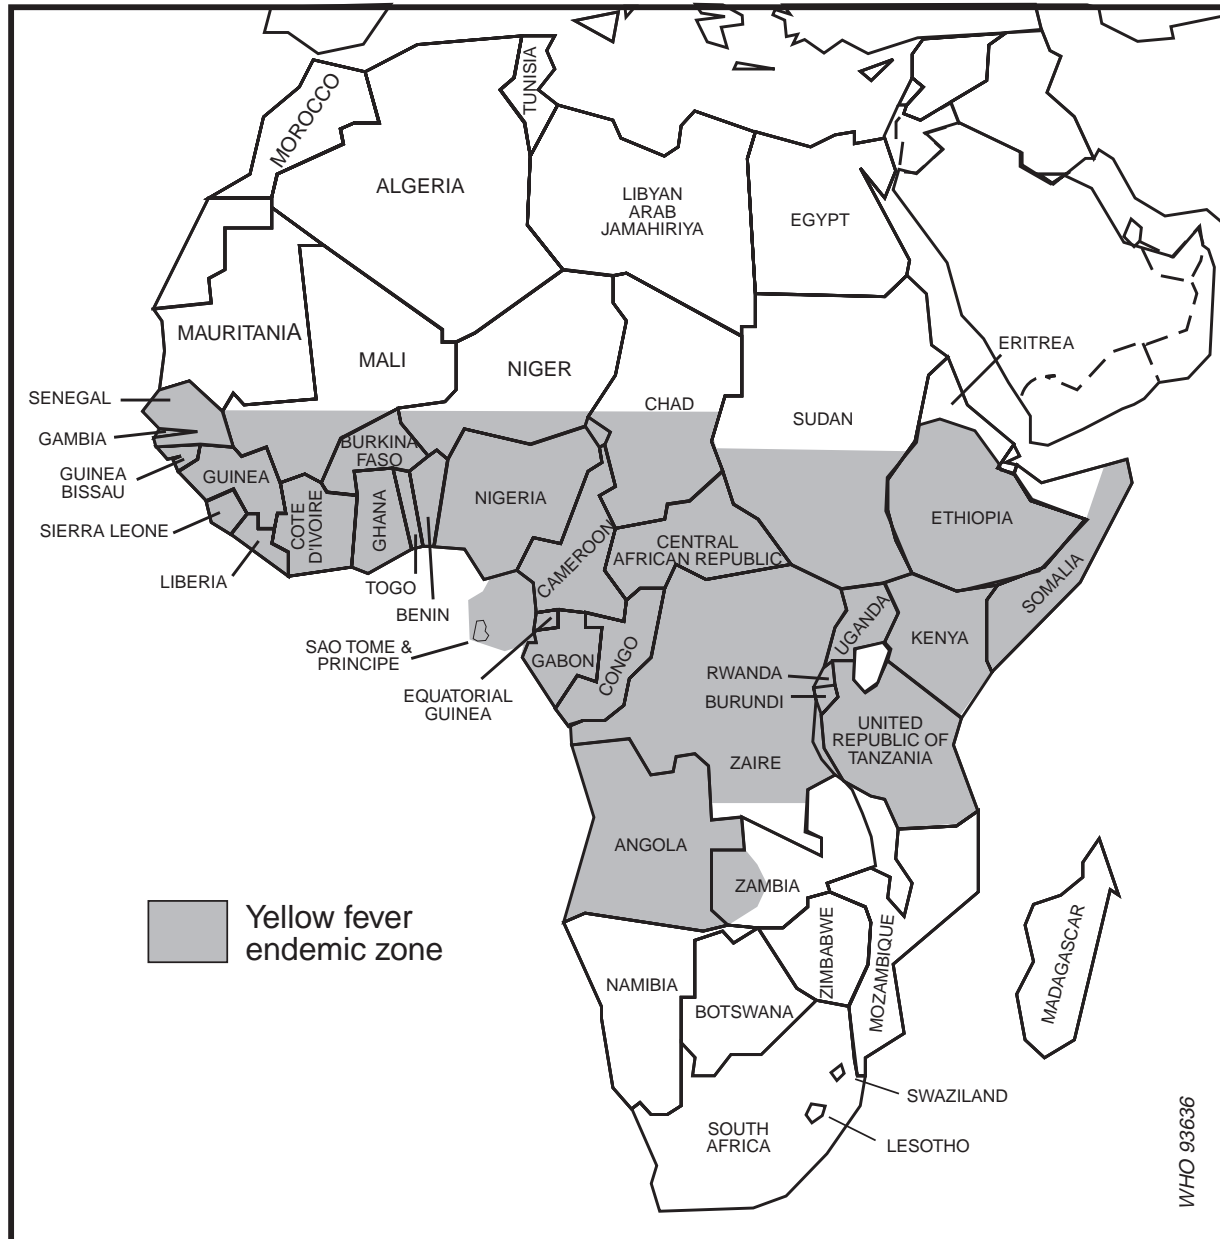 TUNISIA
MOROCCO
ALGERIA
LIBYAN
ARAB
JAMAHIRIYA
EGYPT
MAURITANIA
MALI
NIGER
CHAD
SUDAN
ERITREA
SENEGAL
GAMBIA
GUINEA
BISSAU
GUINEA
SIERRA LEONE
LIBERIA
COTE
D'IVOIRE
BURKINA
FASO
GHANA
TOGO
BENIN
NIGERIA
CAMEROON
CENTRAL
AFRICAN REPUBLIC
ETHIOPIA
SOMALIA
SAO TOME &
PRINCIPE
EQUATORIAL
GUINEA
GABON
CONGO
UGANDA
KENYA
RWANDA
BURUNDI
UNITED
REPUBLIC OF
TANZANIA
ZAIRE
ANGOLA
ZAMBIA
Yellow fever
endemic zone
NAMIBIA
BOTSWANA
ZIMBABWE
MOZAMBIQUE
MADAGASCAR
SWAZILAND
SOUTH
AFRICA
LESOTHO
WHO 93636